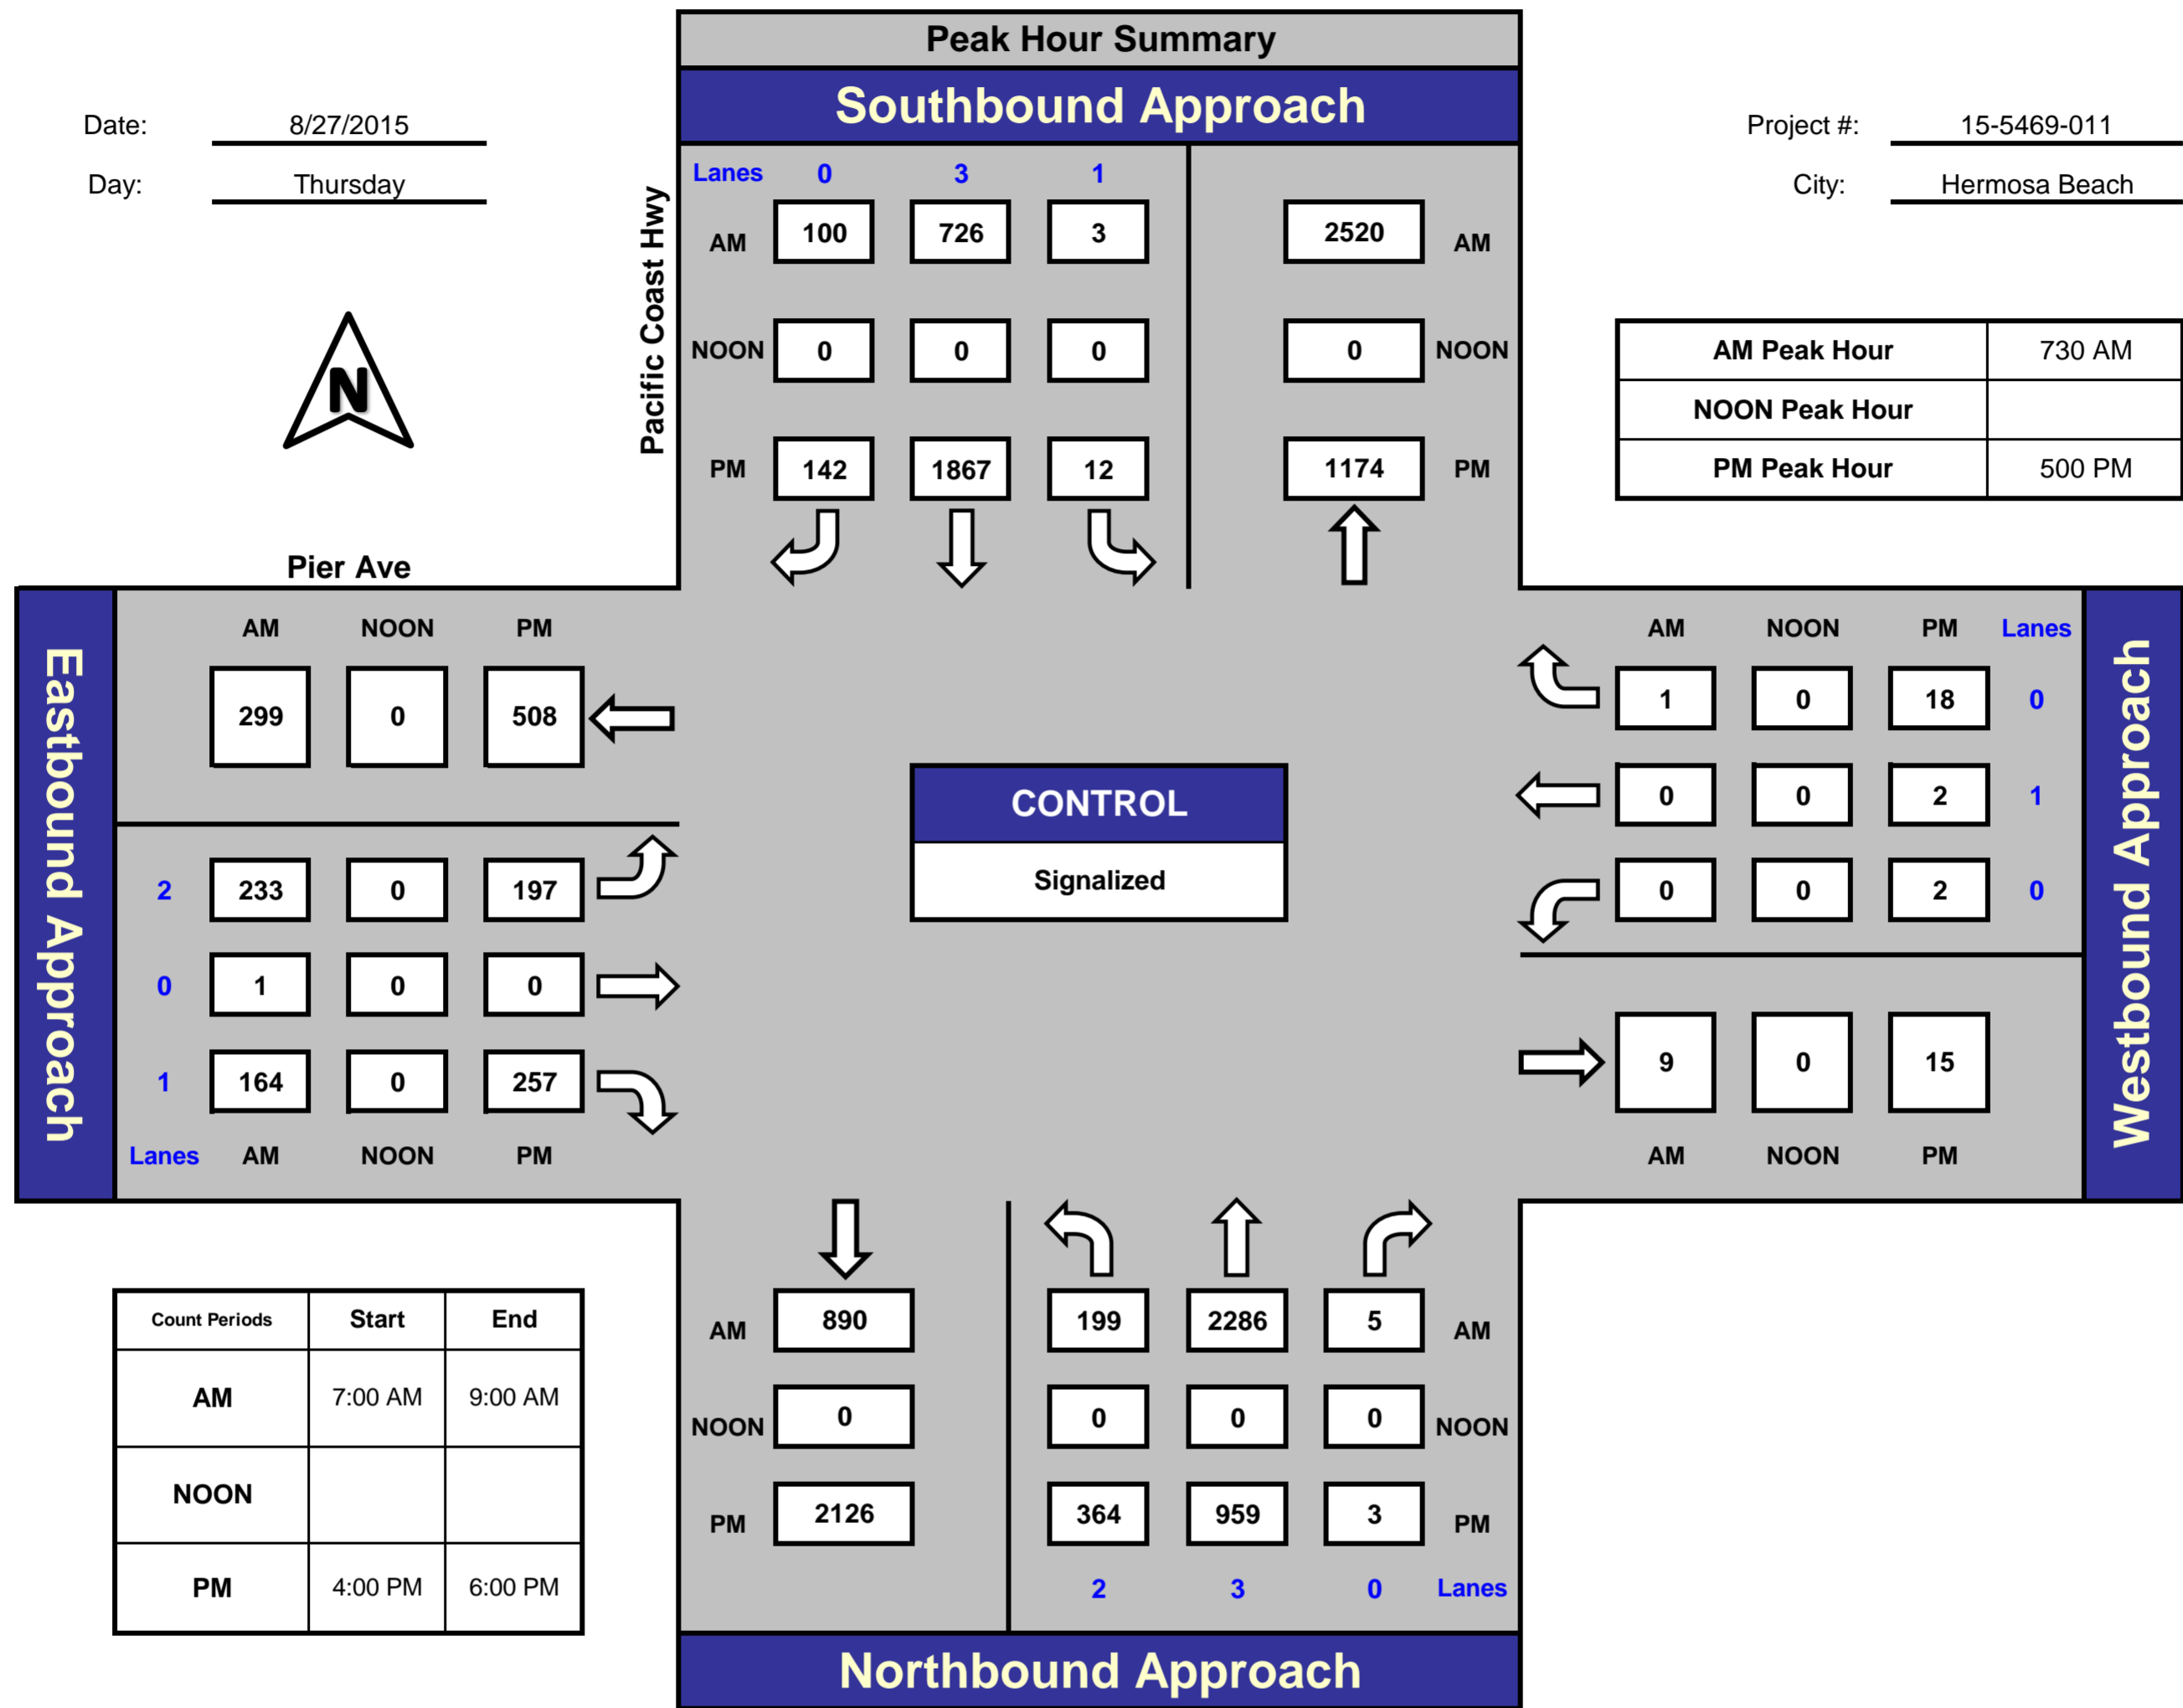 Peak Hour Summary
Southbound Approach
Date: 8/27/2015
Day: Thursday
Project #: 15-5469-011
City: Hermosa Beach
N
Pacific Coast Hwy
Lanes 0 3 1
AM 100 726 3 2520 AM
NOON 0 0 0 0 NOON
PM 142 1867 12 1174 PM
AM Peak Hour 730 AM
NOON Peak Hour
PM Peak Hour 500 PM
Pier Ave
Eastbound Approach
AM NOON PM
299 0 508
2 233 0 197
0 1 0 0
1 164 0 257
Lanes AM NOON PM
CONTROL
Signalized
AM NOON PM Lanes
1 0 18 0
0 0 2 1
0 0 2 0
9 0 15
AM NOON PM
Westbound Approach
Count Periods Start End
AM 7:00 AM 9:00 AM
NOON
PM 4:00 PM 6:00 PM
AM 890 199 2286 5 AM
NOON 0 0 0 0 NOON
PM 2126 364 959 3 PM
2 3 0 Lanes
Northbound Approach